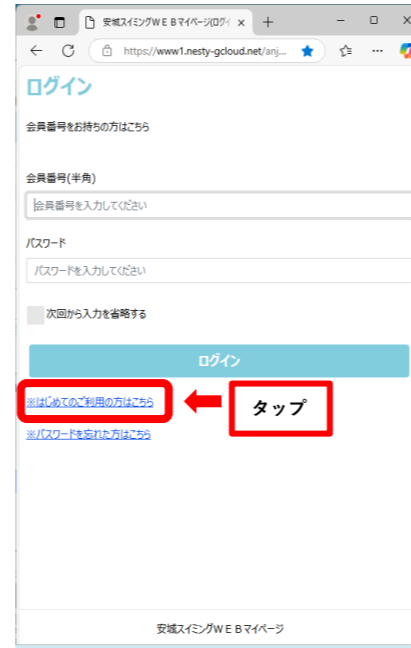 安城スイミングＷＥＢマイページ(ログイ
https://www1.nesty-gcloud.net/anj...
ログイン
会員番号をお持ちの方はこちら
会員番号(半角)
会員番号を入力してください
パスワード
パスワードを入力してください
次回から入力を省略する
ログイン
※はじめてのご利用の方はこちら
タップ
※パスワードを忘れた方はこちら
安城スイミングＷＥＢマイページ